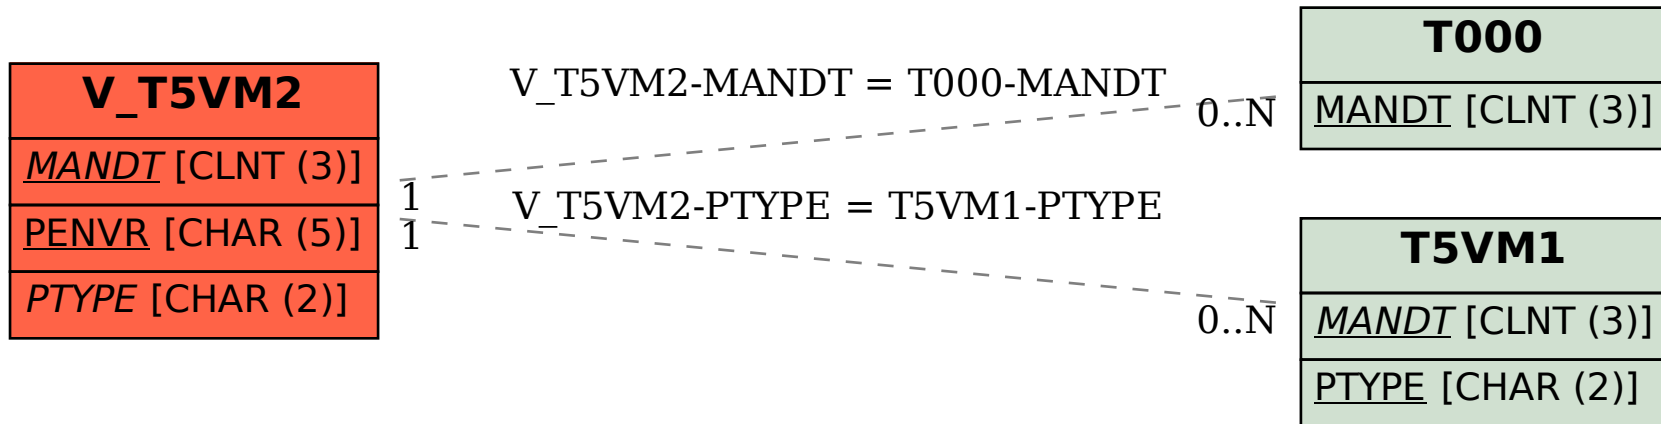 V_T5VM2
MANDT [CLNT (3)]
PENVR [CHAR (5)]
PTYPE [CHAR (2)]
V_T5VM2-MANDT = T000-MANDT
0..N
1
V_T5VM2-PTYPE = T5VM1-PTYPE
1
0..N
T000
MANDT [CLNT (3)]
T5VM1
MANDT [CLNT (3)]
PTYPE [CHAR (2)]